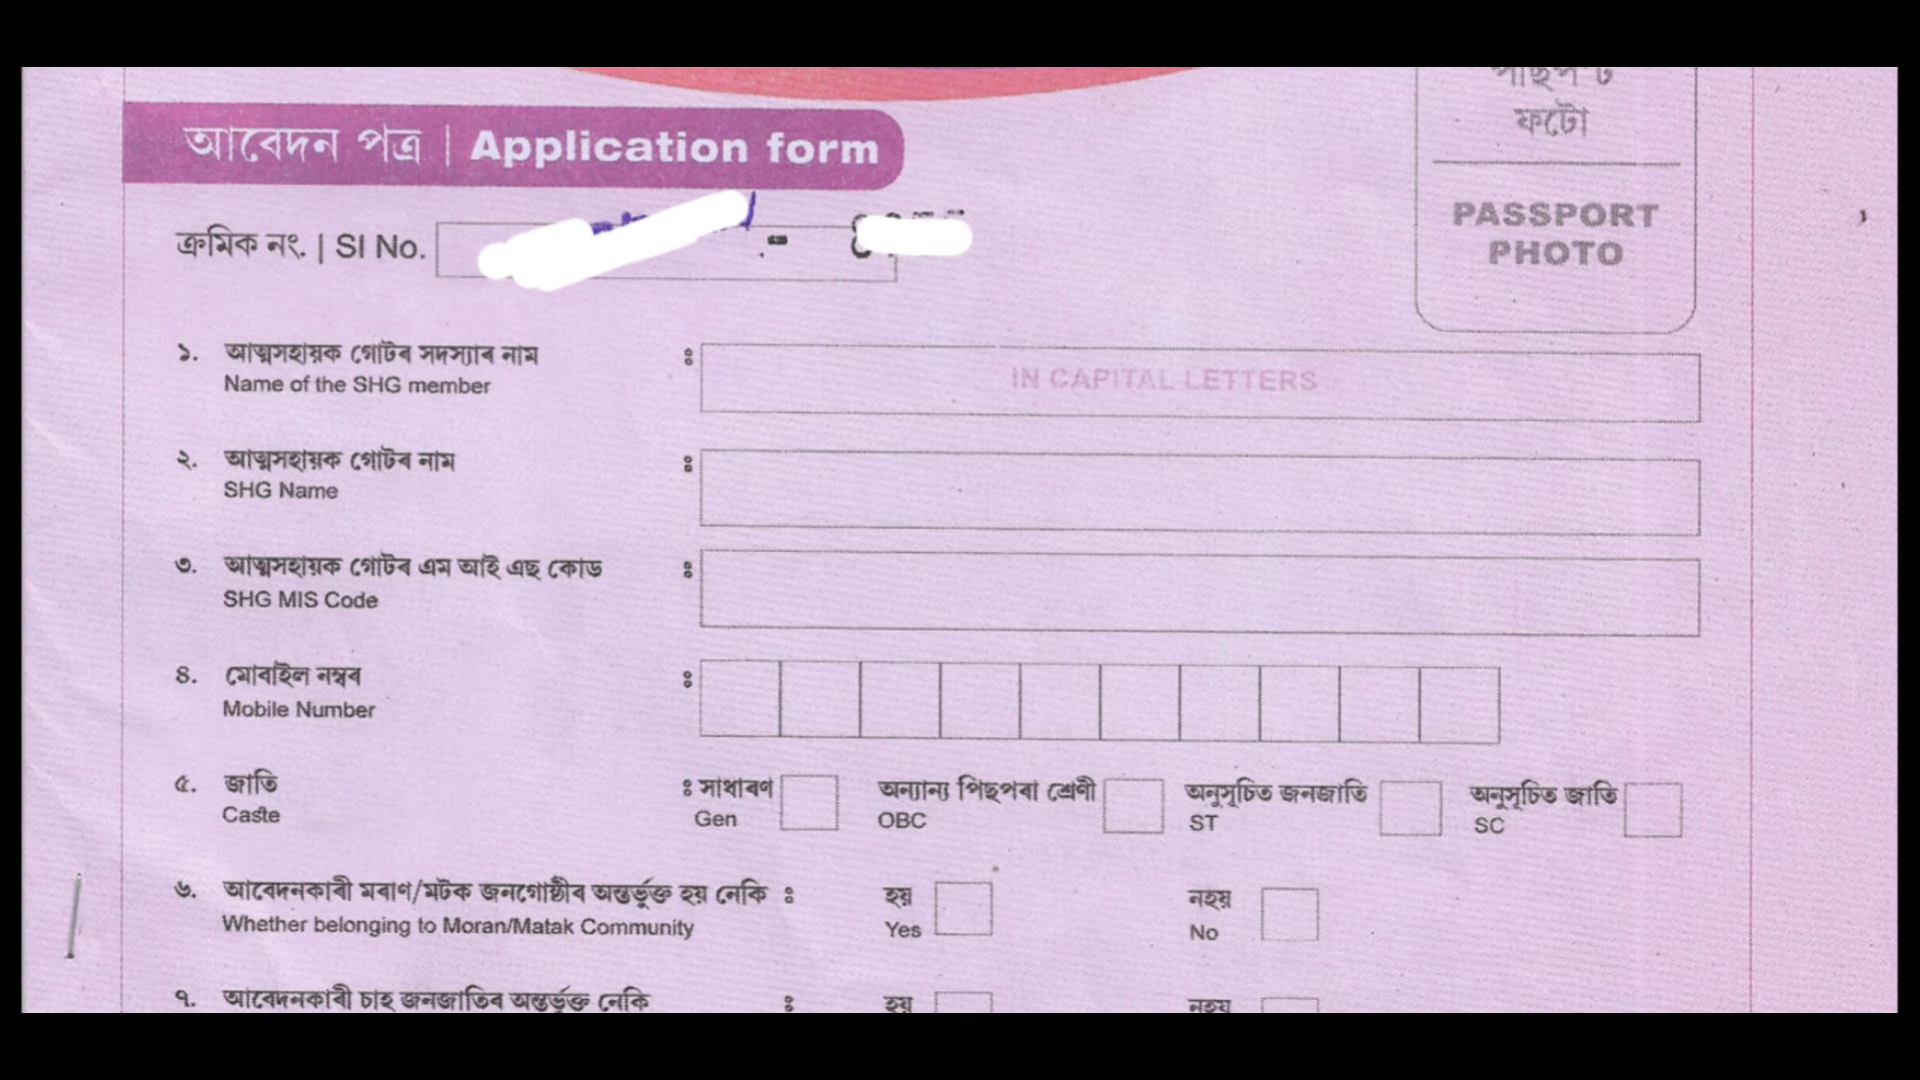 পাছপ'ৰ্ট
ফটো
PASSPORT
PHOTO
আবেদন পত্ৰ | Application form
ক্ৰমিক নং. | Sl No.
-
১. আত্মসহায়ক গোটৰ সদস্যাৰ নাম :
Name of the SHG member
IN CAPITAL LETTERS
২. আত্মসহায়ক গোটৰ নাম :
SHG Name
৩. আত্মসহায়ক গোটৰ এম আই এছ কোড :
SHG MIS Code
৪. মোবাইল নম্বৰ :
Mobile Number
৫. জাতি : সাধাৰণ অন্যান্য পিছপৰা শ্ৰেণী অনুসূচিত জনজাতি অনুসূচিত জাতি
Caste Gen OBC ST SC
৬. আবেদনকাৰী মৰাণ/মটক জনগোষ্ঠীৰ অন্তৰ্ভুক্ত হয় নেকি : হয় নহয়
Whether belonging to Moran/Matak Community Yes No
৭. আবেদনকাৰী চাহ জনজাতিৰ অন্তৰ্ভুক্ত নেকি : হয় নহয়